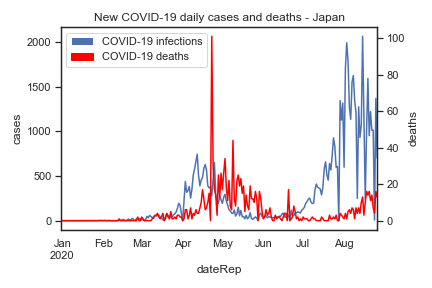 New COVID-19 daily cases and deaths - Japan
COVID-19 infections
COVID-19 deaths
2000
1500
1000
500
0
cases
100
80
60
40
20
0
deaths
Jan Feb Mar Apr May Jun Jul Aug
2020
dateRep